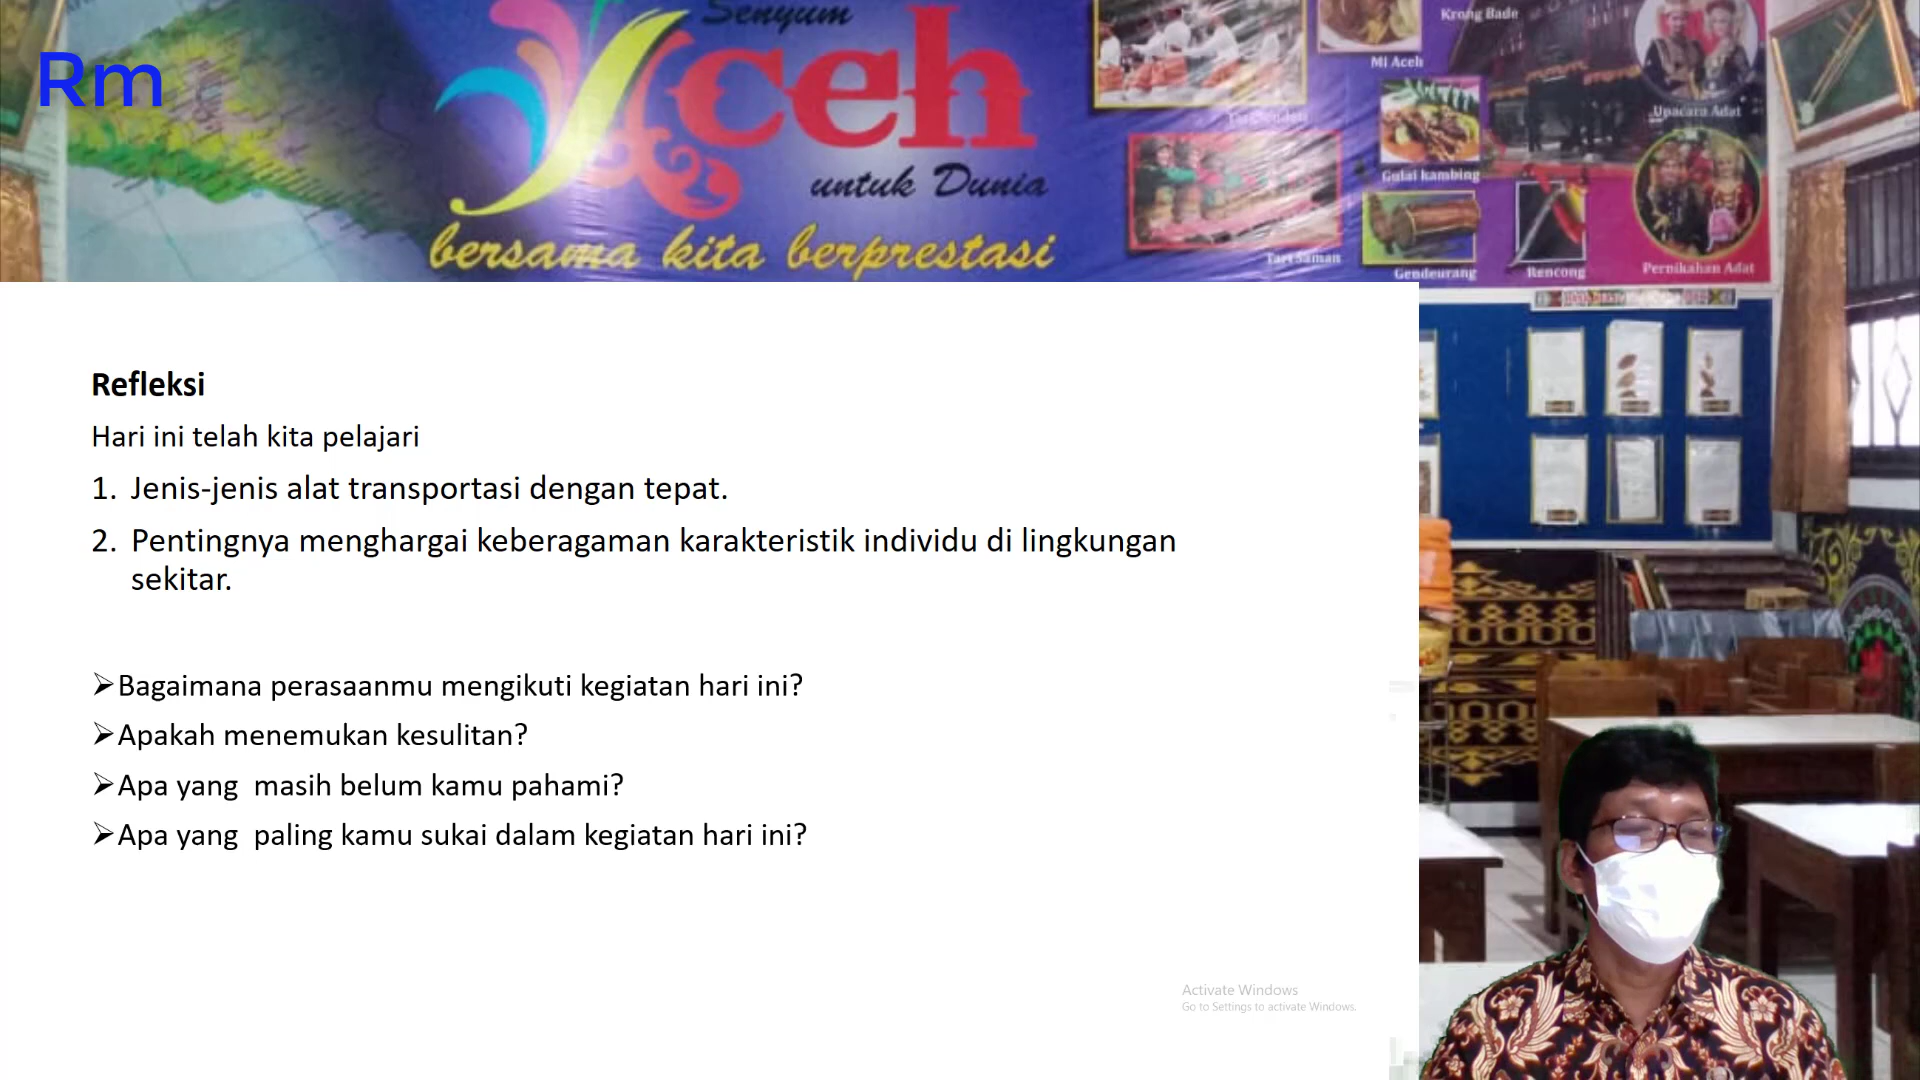 Rm
Senyum
Aceh
untuk Dunia
bersama kita berprestasi
Krong Bade
Mi Aceh
Upacara Adat
Gulai kambing
Tari Saman
Gendeurang
Rencong
Pernikahan Adat
Refleksi
Hari ini telah kita pelajari
1. Jenis-jenis alat transportasi dengan tepat.
2. Pentingnya menghargai keberagaman karakteristik individu di lingkungan
sekitar.
➢Bagaimana perasaanmu mengikuti kegiatan hari ini?
➢Apakah menemukan kesulitan?
➢Apa yang  masih belum kamu pahami?
➢Apa yang  paling kamu sukai dalam kegiatan hari ini?
Activate Windows
Go to Settings to activate Windows.